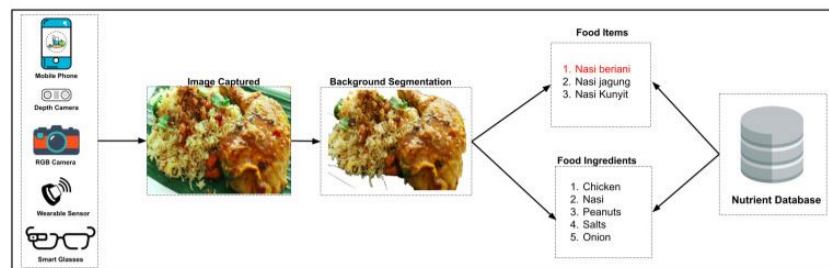 Mobile Phone
Depth Camera
RGB Camera
Wearable Sensor
Smart Glasses
Image Captured
Background Segmentation
Food Items
1. Nasi beriani
2. Nasi jagung
3. Nasi Kunyit
Food Ingredients
1. Chicken
2. Nasi
3. Peanuts
4. Salts
5. Onion
Nutrient Database